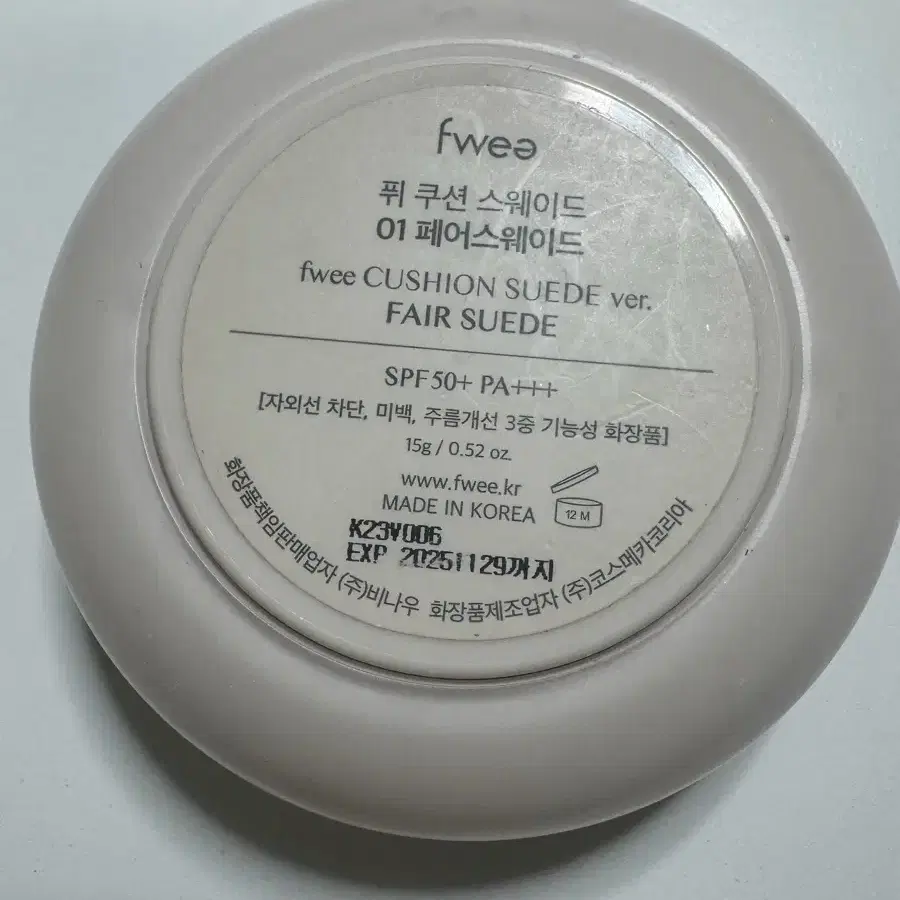 fwee
퓌 쿠션 스웨이드
01 페어스웨이드
fwee CUSHION SUEDE ver.
FAIR SUEDE
SPF50+ PA+++
[자외선 차단, 미백, 주름개선 3중 기능성 화장품]
15g / 0.52 oz.
www.fwee.kr
MADE IN KOREA
12 M
K23V006
EXP 20251129까지
화장품책임판매업자 (주)비나우 화장품제조업자 (주)코스메카코리아